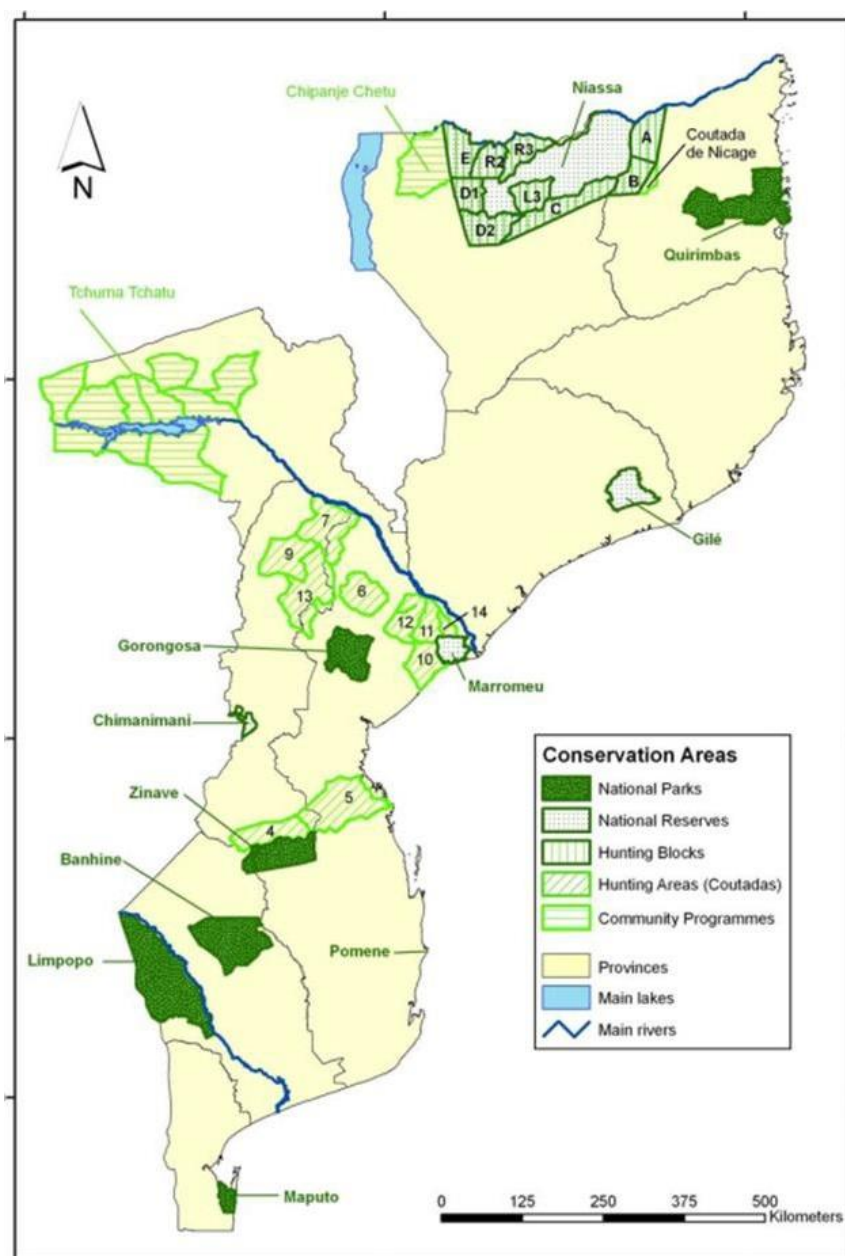 Niassa
Chipanje Chetu
N
E
R2
R3
A
Coutada
de Nicage
D1
L3
C
B
D2
Quirimbas
Tchuma Tchatu
7
9
6
13
Gilé
14
12
11
10
Gorongosa
Marromeu
Chimanimani
Zinave
5
4
Banhine
Limpopo
Pomene
Maputo
Conservation Areas
National Parks
National Reserves
Hunting Blocks
Hunting Areas (Coutadas)
Community Programmes
Provinces
Main lakes
Main rivers
0 125 250 375 500
Kilometers